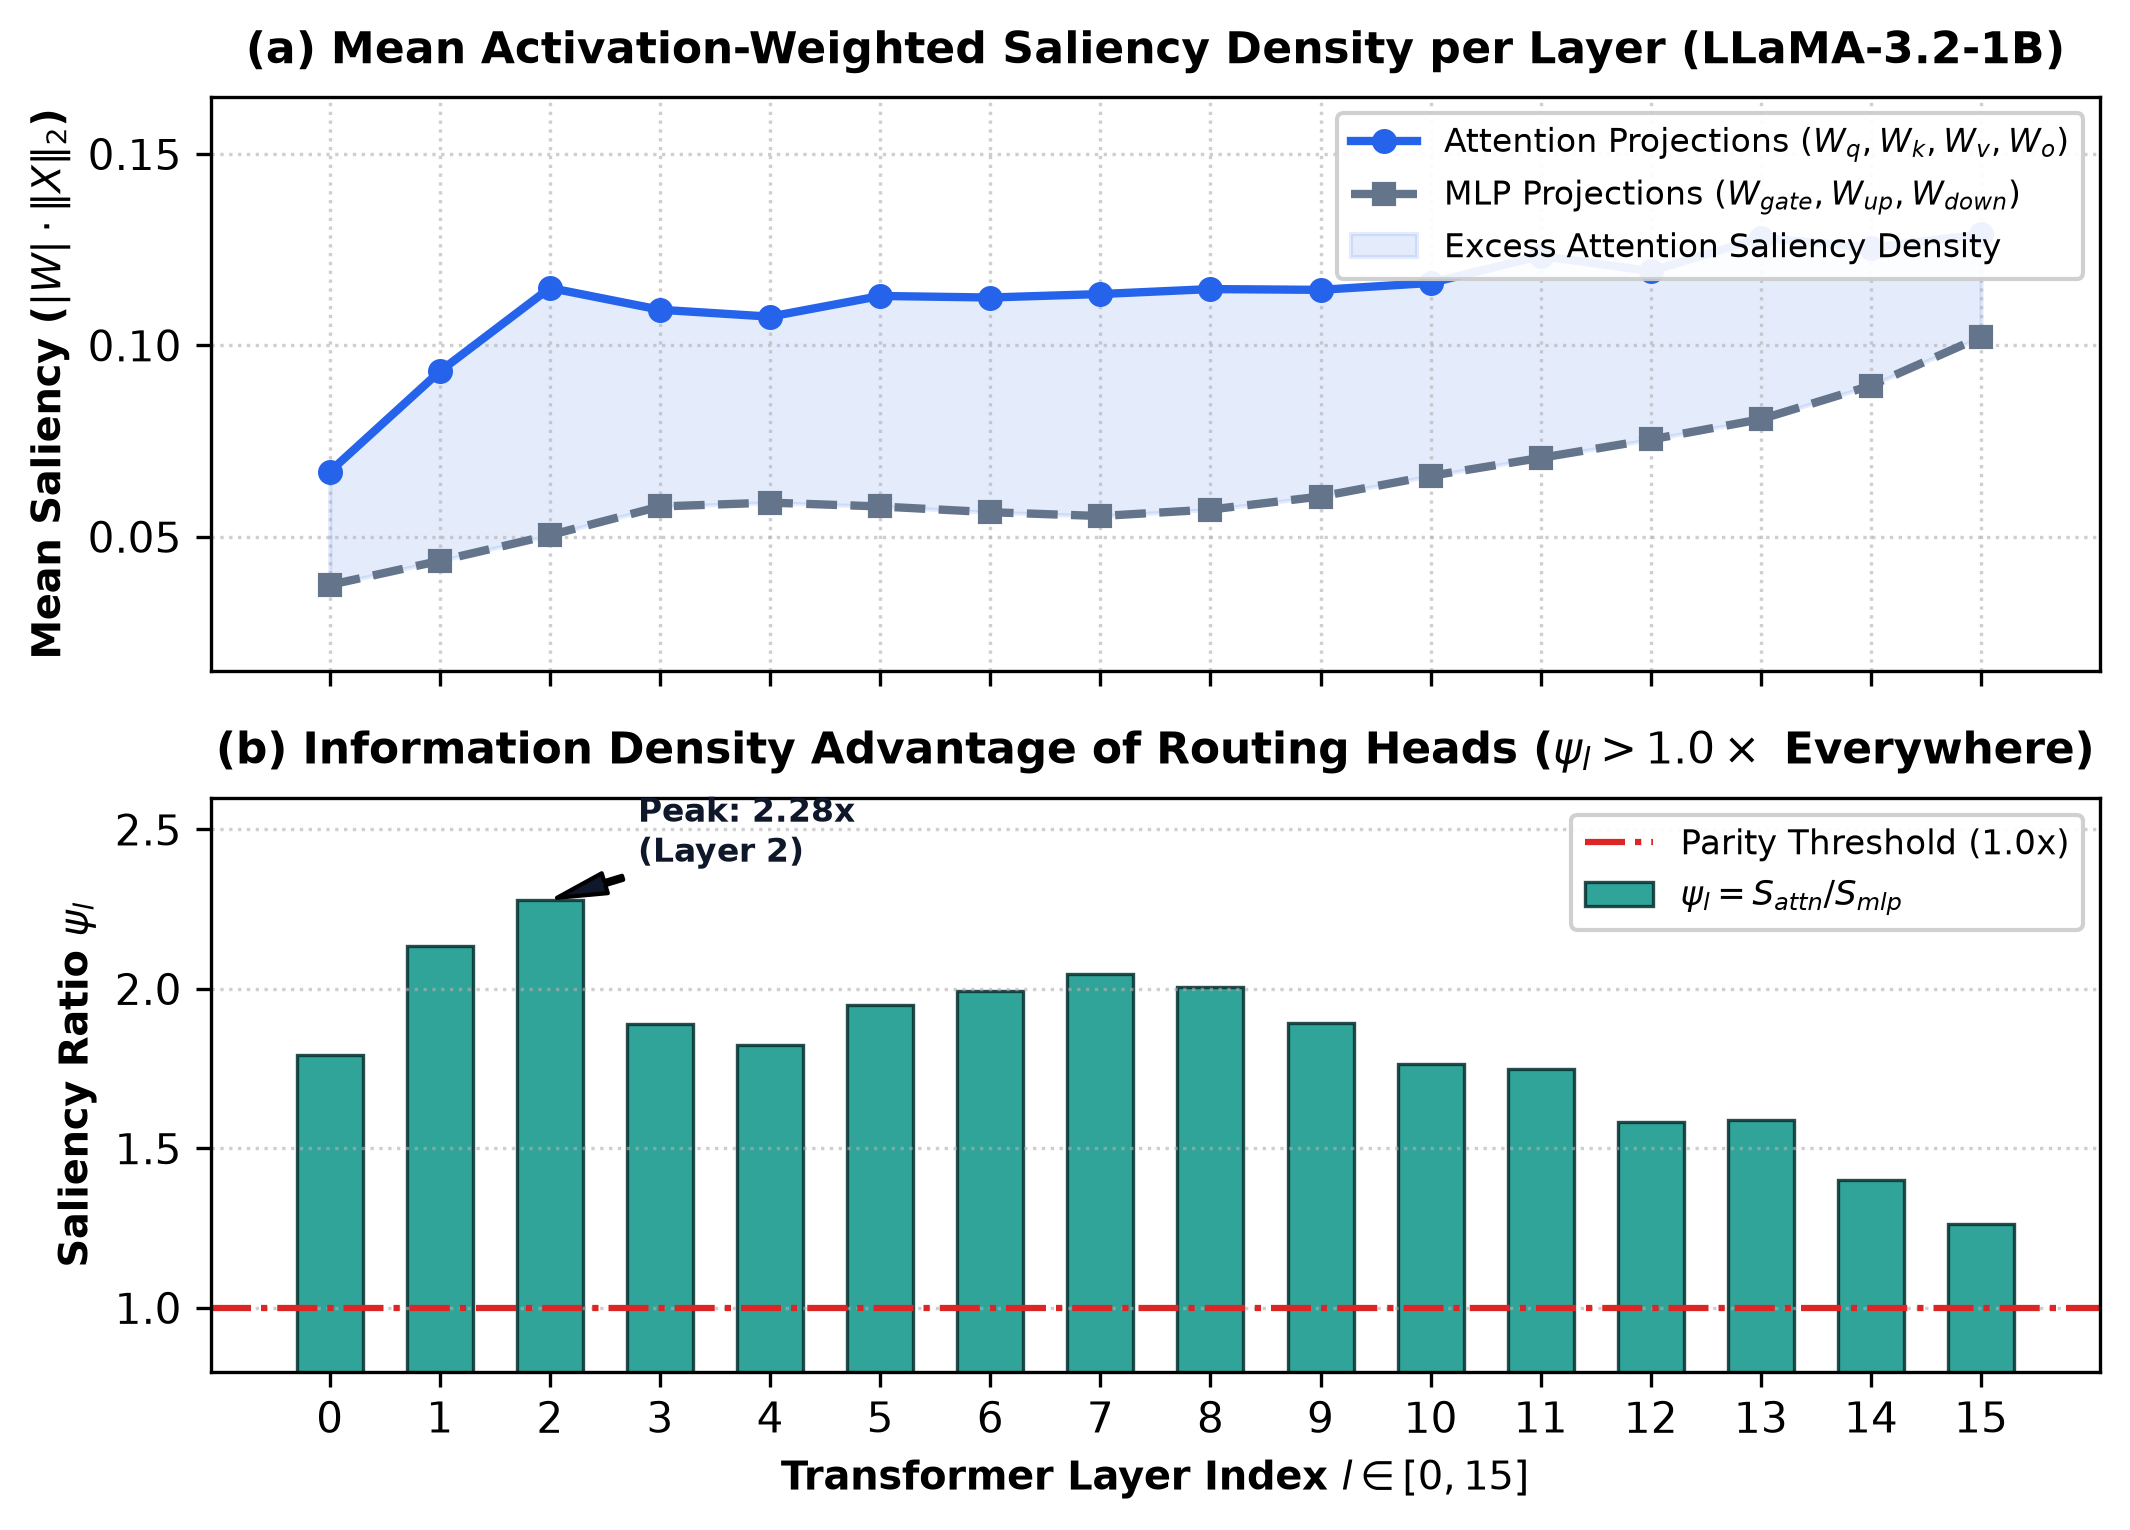 (a) Mean Activation-Weighted Saliency Density per Layer (LLaMA-3.2-1B)
Mean Saliency (|W| · ‖X‖₂)
0.15
0.10
0.05
Attention Projections (W_q, W_k, W_v, W_o)
MLP Projections (W_gate, W_up, W_down)
Excess Attention Saliency Density
(b) Information Density Advantage of Routing Heads (ψ_l > 1.0 × Everywhere)
Saliency Ratio ψ_l
2.5
2.0
1.5
1.0
Peak: 2.28x
(Layer 2)
Parity Threshold (1.0x)
ψ_l = S_attn/S_mlp
0 1 2 3 4 5 6 7 8 9 10 11 12 13 14 15
Transformer Layer Index l ∈ [0, 15]